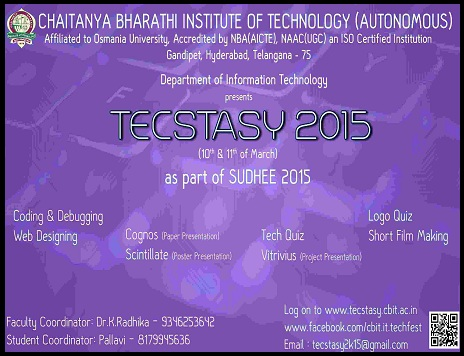 CHAITANYA BHARATHI INSTITUTE OF TECHNOLOGY (AUTONOMOUS)
Affiliated to Osmania University, Accredited by NBA(AICTE), NAAC(UGC) an ISO Certified Institution
Gandipet, Hyderabad, Telangana - 75
Department of Information Technology
presents
TECSTASY 2015
(10th & 11th of March)
as part of SUDHEE 2015
Coding & Debugging
Web Designing
Cognos (Paper Presentation)
Scintillate (Poster Presentation)
Tech Quiz
Vitrivius (Project Presentation)
Logo Quiz
Short Film Making
Faculty Coordinator: Dr.K.Radhika - 9346253642
Student Coordinator: Pallavi - 8179945636
Log on to www.tecstasy.cbit.ac.in
www.facebook.com/cbit.it.techfest
Email : tecstasy2k15@gmail.com